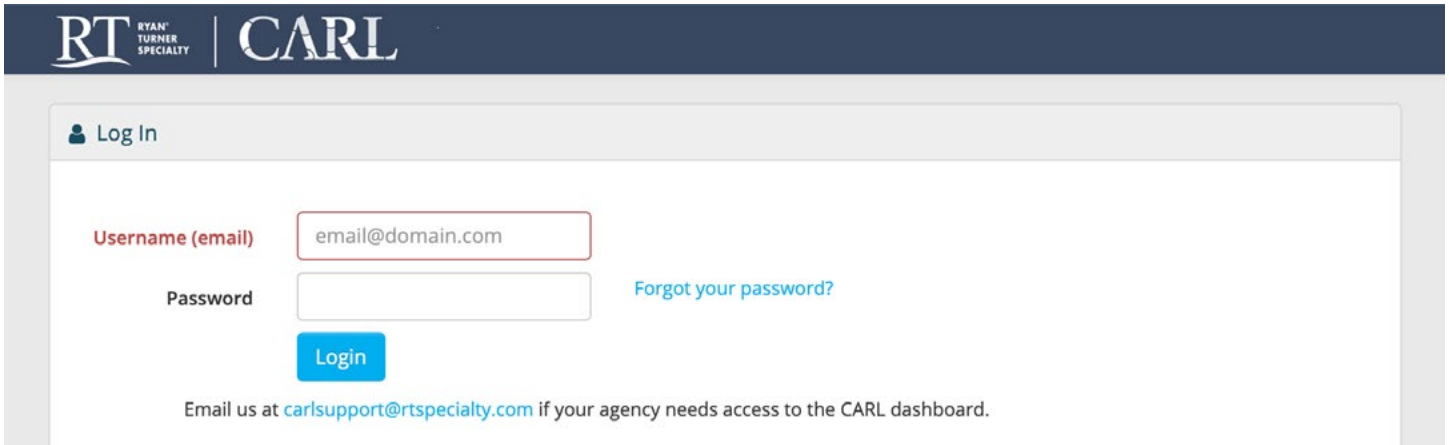 RT RYAN® TURNER SPECIALTY | CARL
Log In
Username (email) email@domain.com
Password Forgot your password?
Login
Email us at carlsupport@rtspecialty.com if your agency needs access to the CARL dashboard.